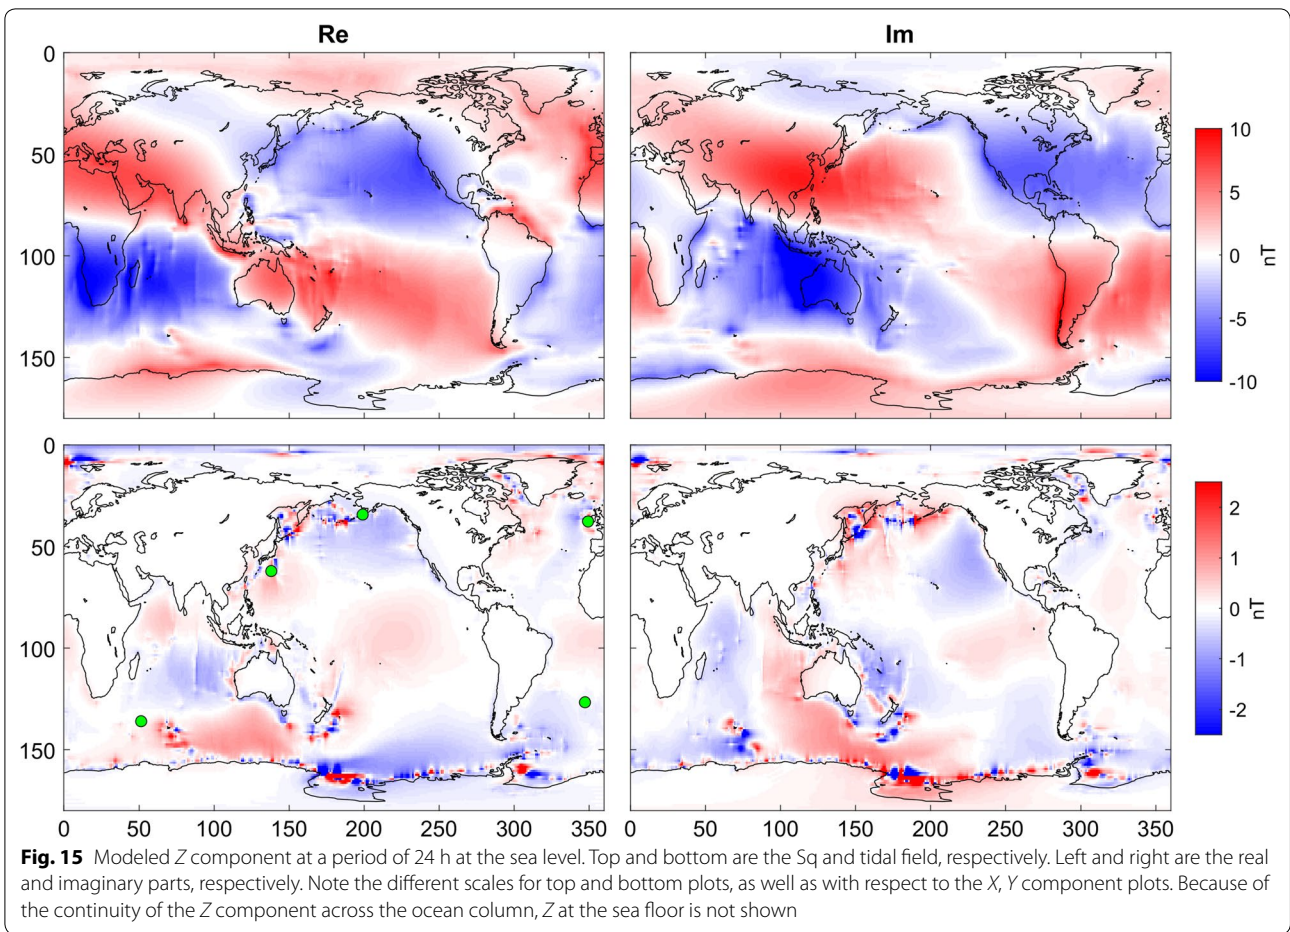 Re
Im
0
50
100
150
10
5
0
-5
-10
nT
0
50
100
150
2
1
0
-1
-2
nT
0 50 100 150 200 250 300 350
0 50 100 150 200 250 300 350
Fig. 15 Modeled Z component at a period of 24 h at the sea level. Top and bottom are the Sq and tidal field, respectively. Left and right are the real
and imaginary parts, respectively. Note the different scales for top and bottom plots, as well as with respect to the X, Y component plots. Because of
the continuity of the Z component across the ocean column, Z at the sea floor is not shown